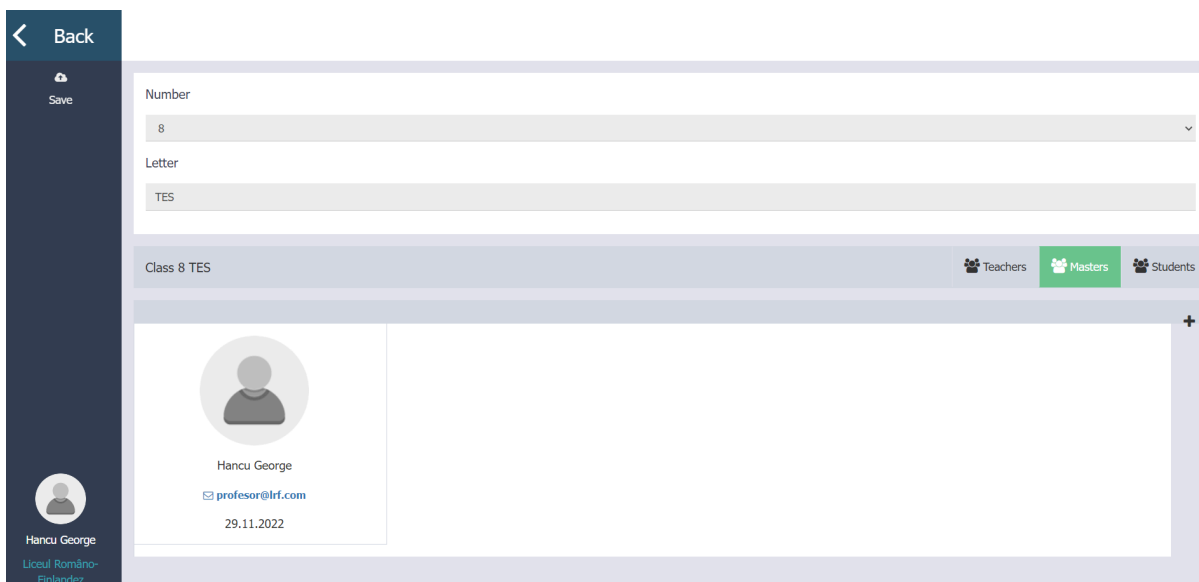 Back
Save
Number
8
Letter
TES
Class 8 TES
Teachers
Masters
Students
Hancu George
profesor@lrf.com
29.11.2022
Hancu George
Liceul Româno-
Finlandez